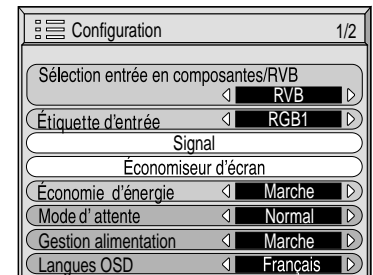 Configuration 1/2
Sélection entrée en composantes/RVB
RVB
Étiquette d'entrée RGB1
Signal
Économiseur d'écran
Économie d'énergie Marche
Mode d' attente Normal
Gestion alimentation Marche
Langues OSD Français